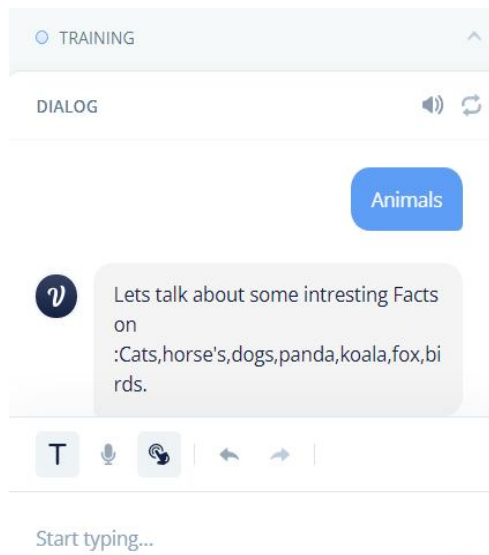 TRAINING
DIALOG
Animals
Lets talk about some intresting Facts
on
:Cats,horse's,dogs,panda,koala,fox,bi
rds.
T
Start typing...